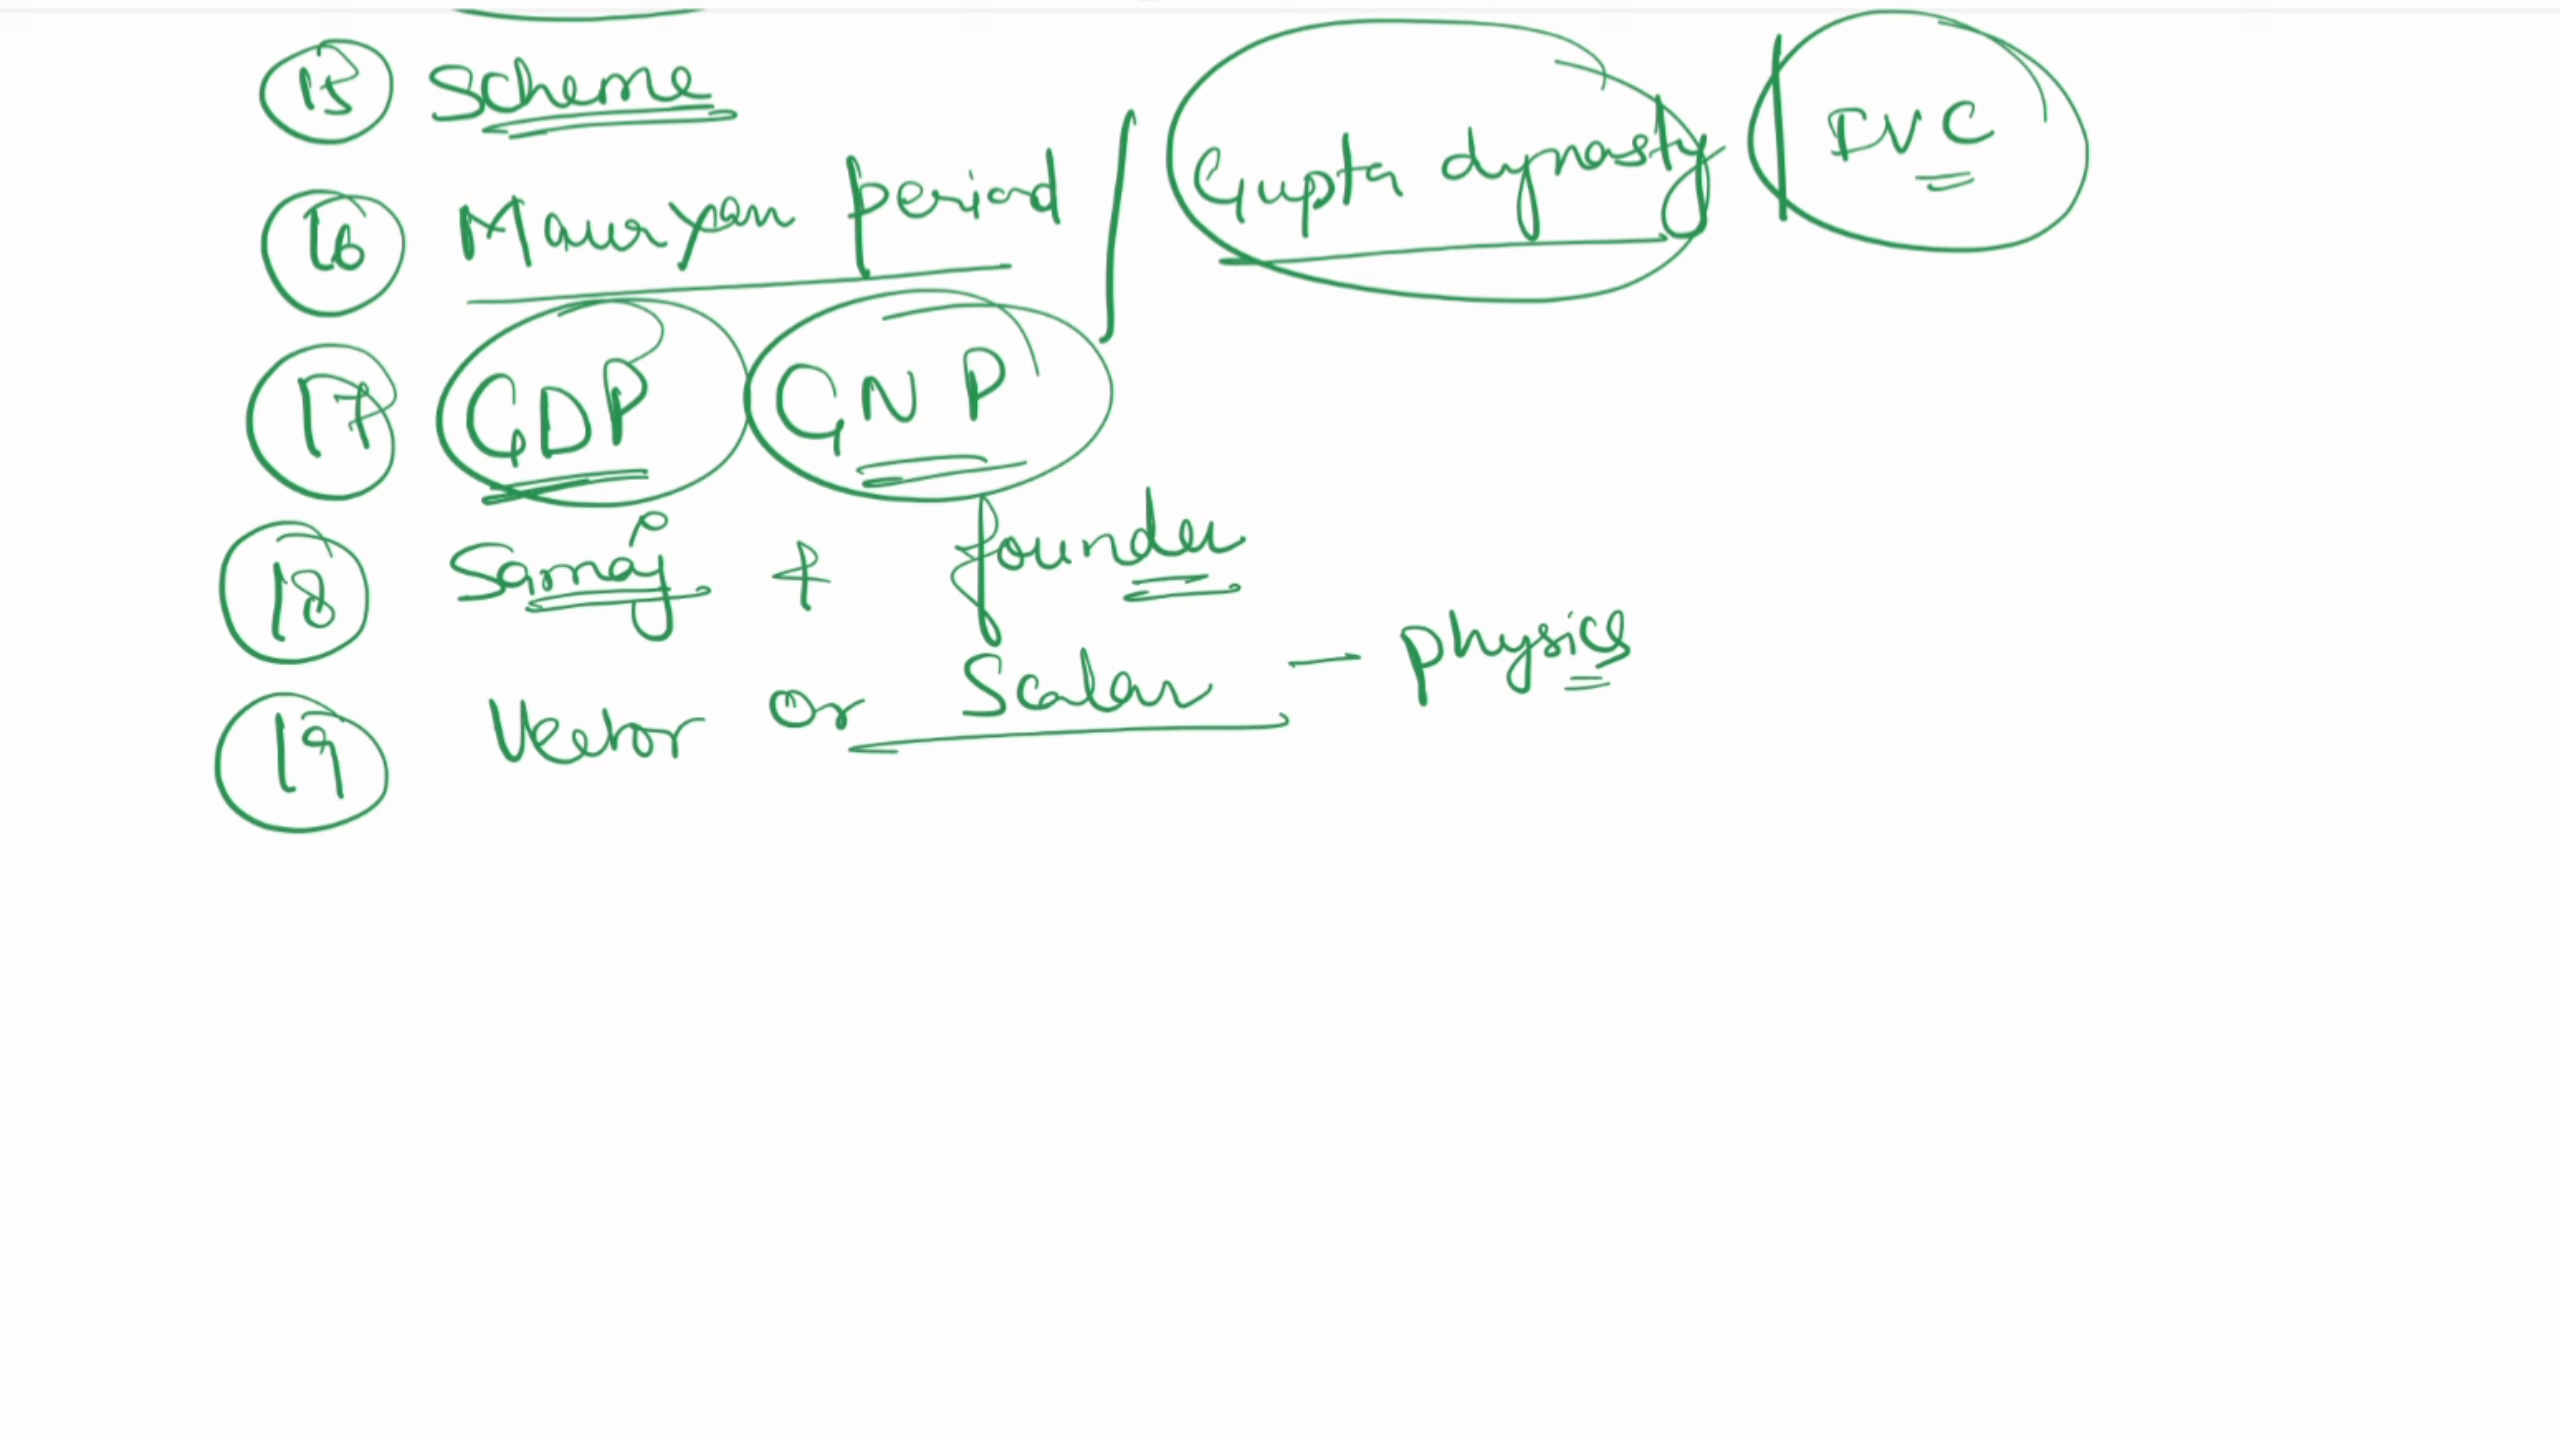 15 Scheme
16 Mauryan period / Gupta dynasty | IVC
17 GDP GNP
18 Samaj + founder
19 Vector or Scalar - physics